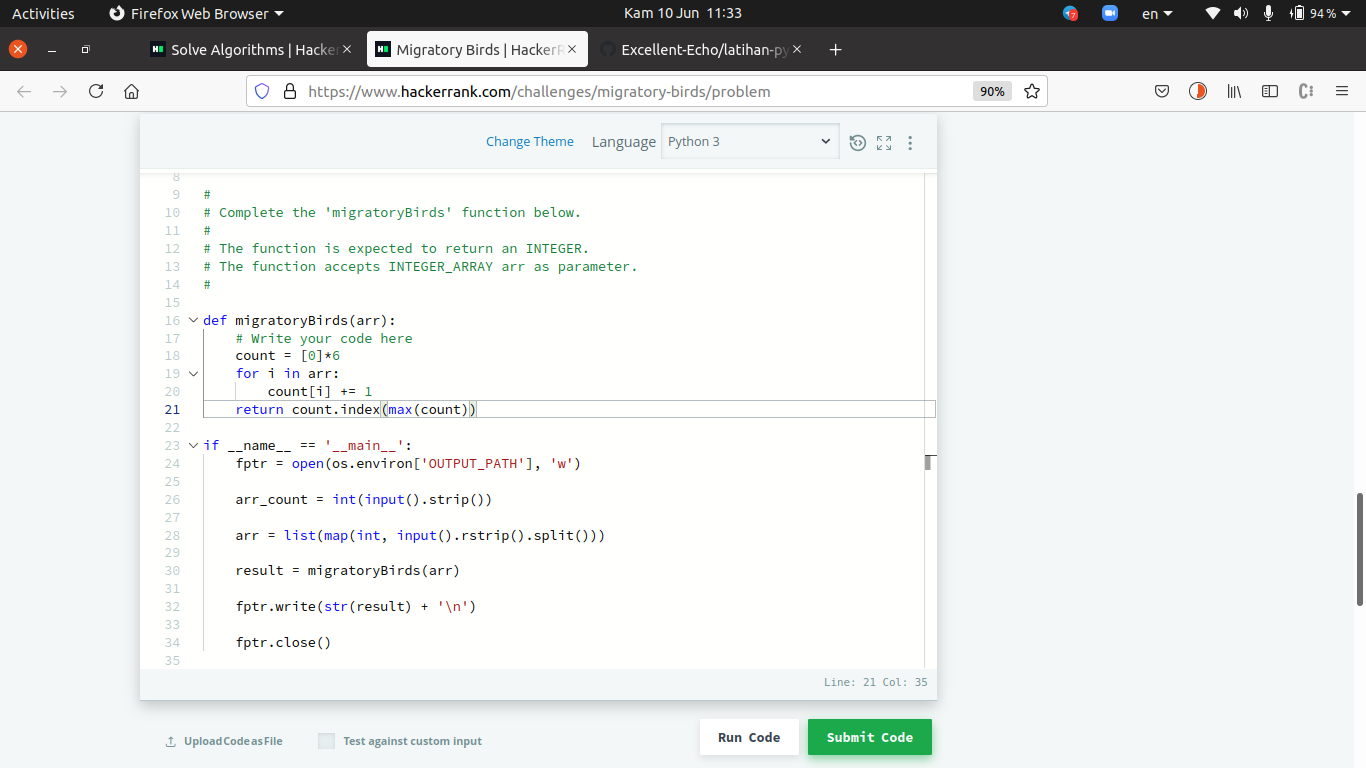 Activities Firefox Web Browser Kam 10 Jun 11:33 7 en 94 %
Solve Algorithms | Hacker Migratory Birds | HackerR Excellent-Echo/latihan-py
https://www.hackerrank.com/challenges/migratory-birds/problem 90%
Change Theme Language Python 3
8
9 #
10 # Complete the 'migratoryBirds' function below.
11 #
12 # The function is expected to return an INTEGER.
13 # The function accepts INTEGER_ARRAY arr as parameter.
14 #
15
16 def migratoryBirds(arr):
17 # Write your code here
18 count = [0]*6
19 for i in arr:
20 count[i] += 1
21 return count.index(max(count))
22
23 if __name__ == '__main__':
24 fptr = open(os.environ['OUTPUT_PATH'], 'w')
25
26 arr_count = int(input().strip())
27
28 arr = list(map(int, input().rstrip().split()))
29
30 result = migratoryBirds(arr)
31
32 fptr.write(str(result) + '\n')
33
34 fptr.close()
35
Line: 21 Col: 35
Upload Code as File Test against custom input Run Code Submit Code